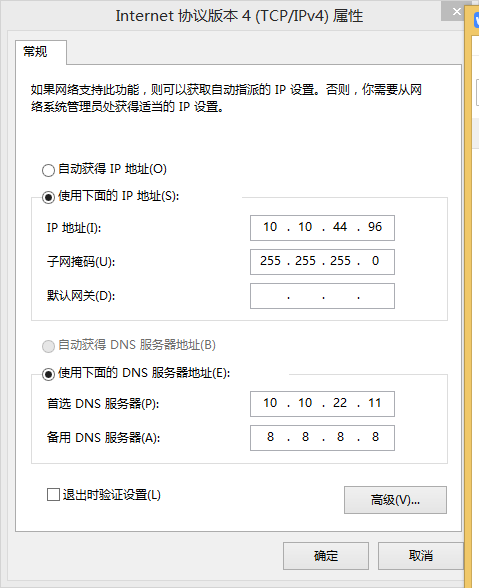 Internet 协议版本 4 (TCP/IPv4) 属性
常规
如果网络支持此功能，则可以获取自动指派的 IP 设置。否则，你需要从网
络系统管理员处获得适当的 IP 设置。
自动获得 IP 地址(O)
使用下面的 IP 地址(S):
IP 地址(I): 10 . 10 . 44 . 96
子网掩码(U): 255 . 255 . 255 . 0
默认网关(D): . . .
自动获得 DNS 服务器地址(B)
使用下面的 DNS 服务器地址(E):
首选 DNS 服务器(P): 10 . 10 . 22 . 11
备用 DNS 服务器(A): 8 . 8 . 8 . 8
退出时验证设置(L)
高级(V)...
确定 取消